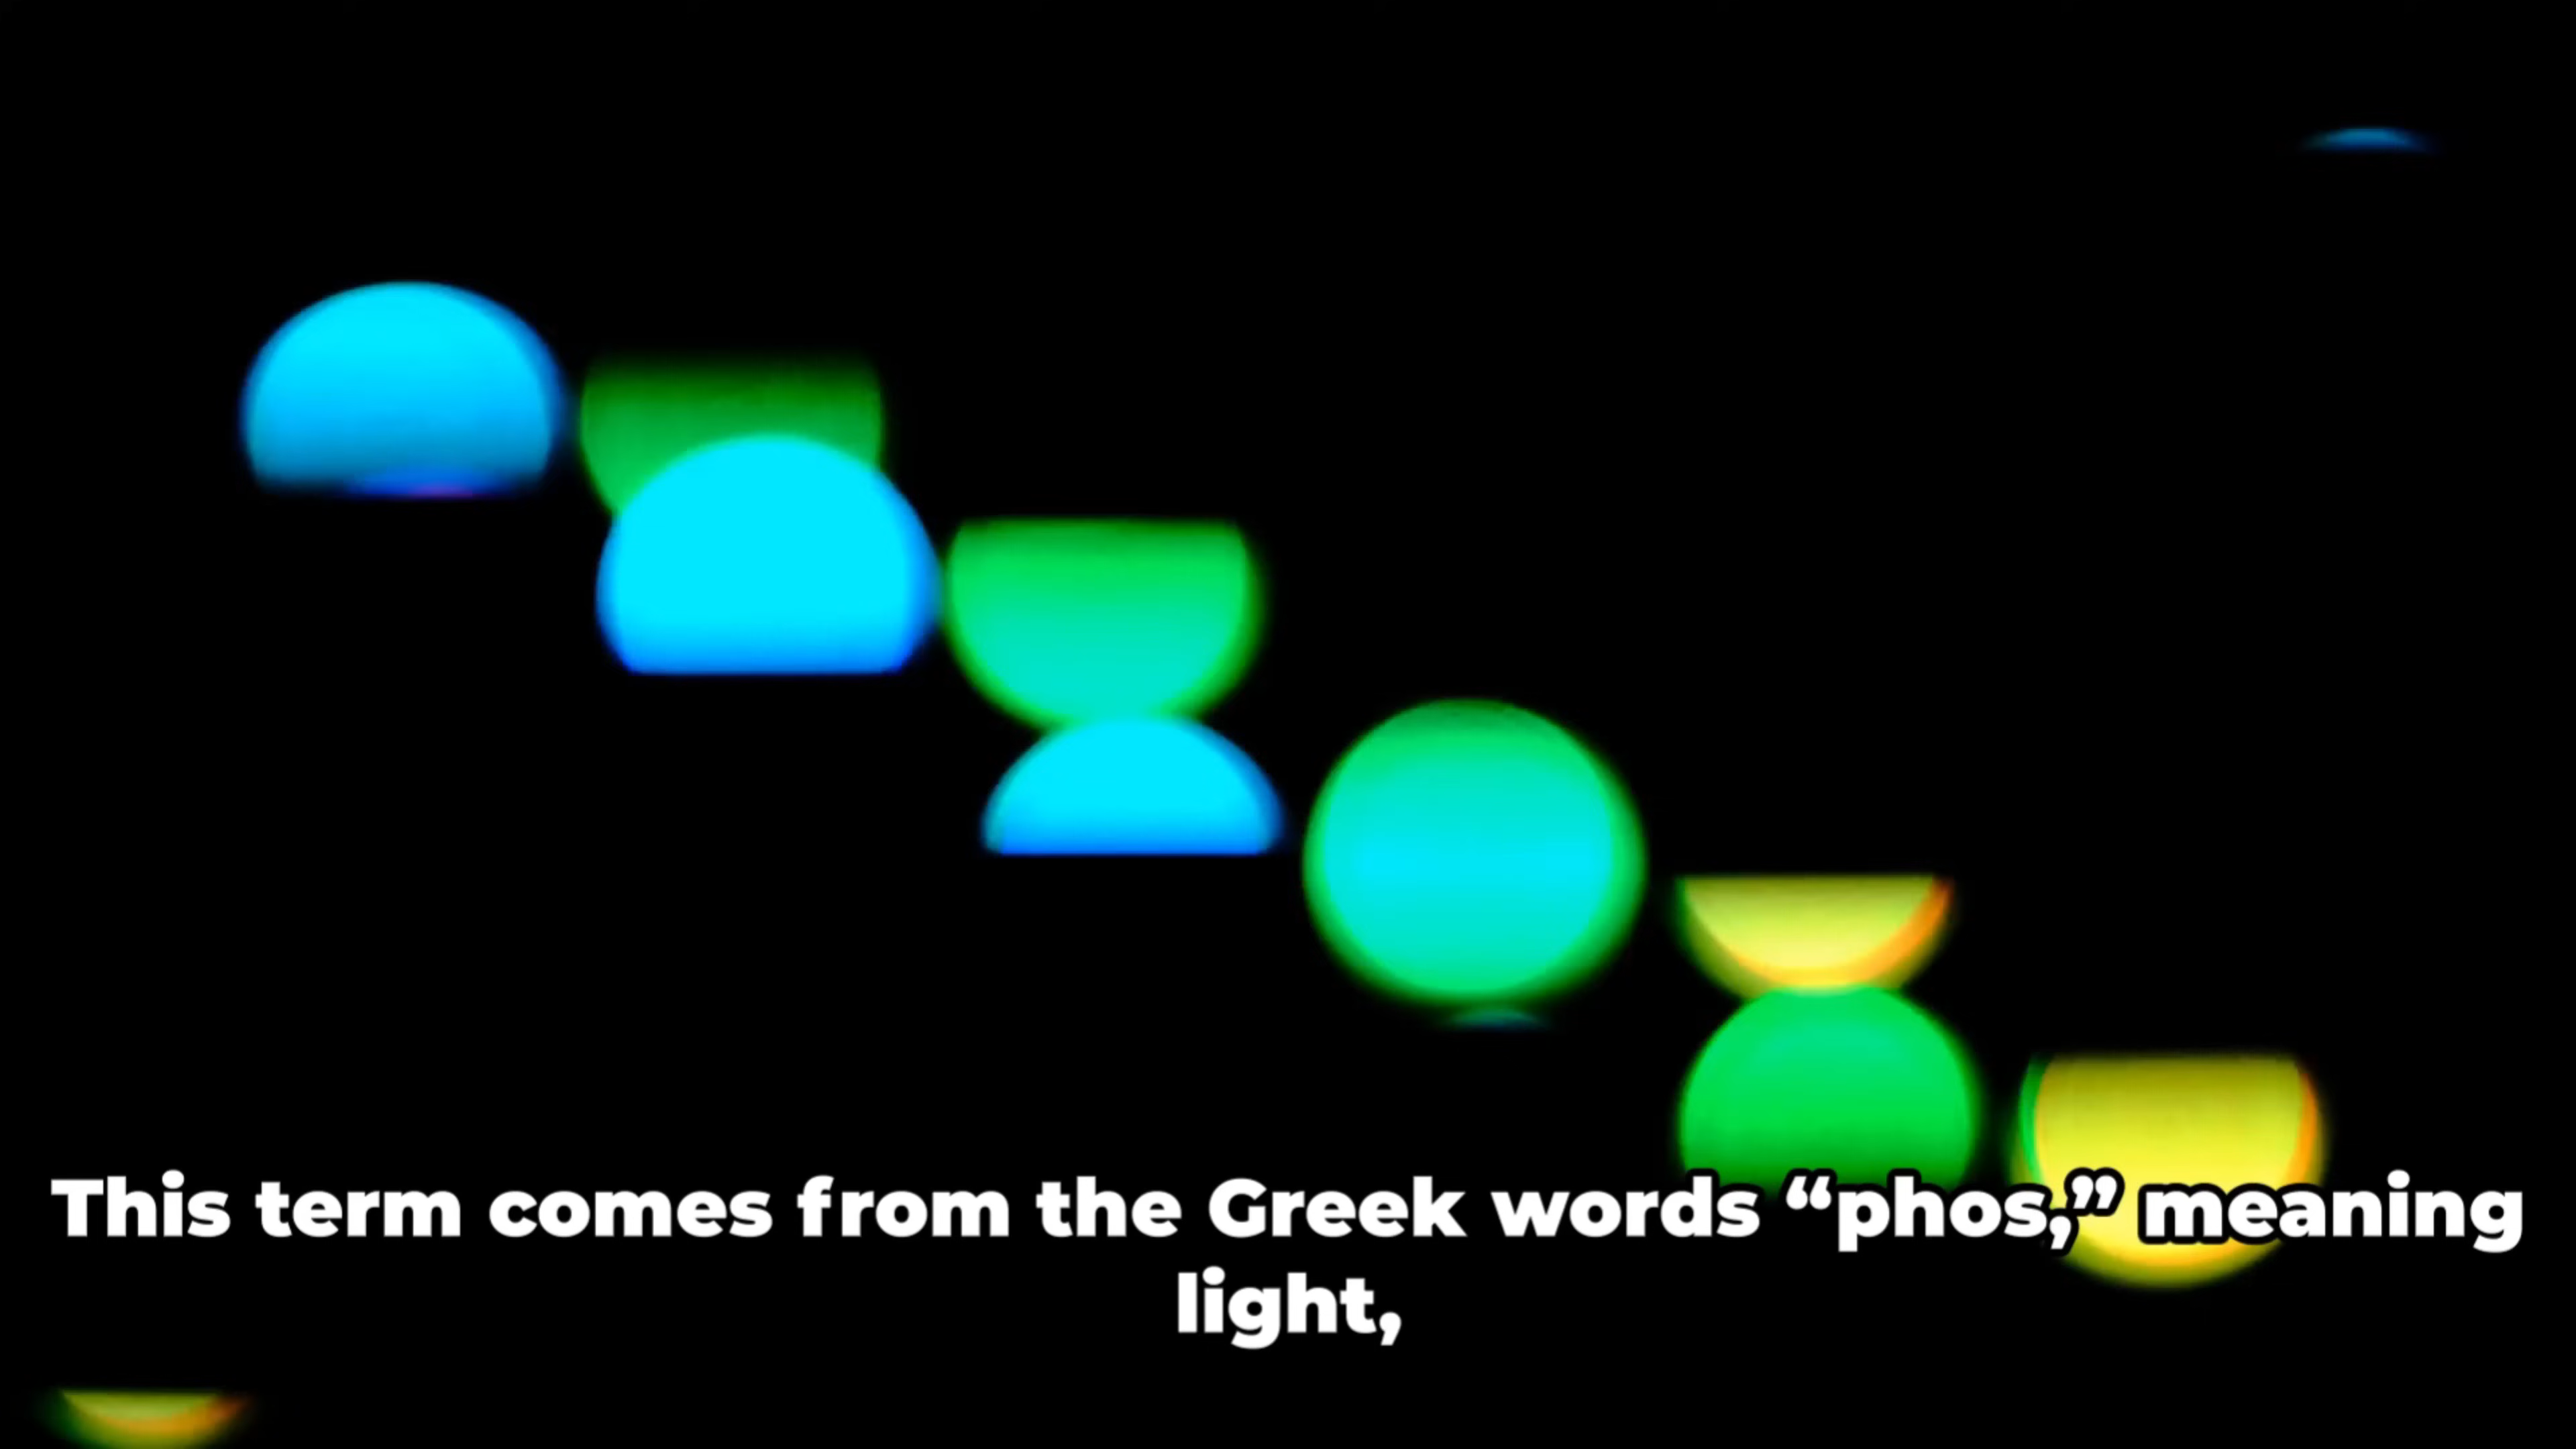 This term comes from the Greek words “phos,” meaning
light,